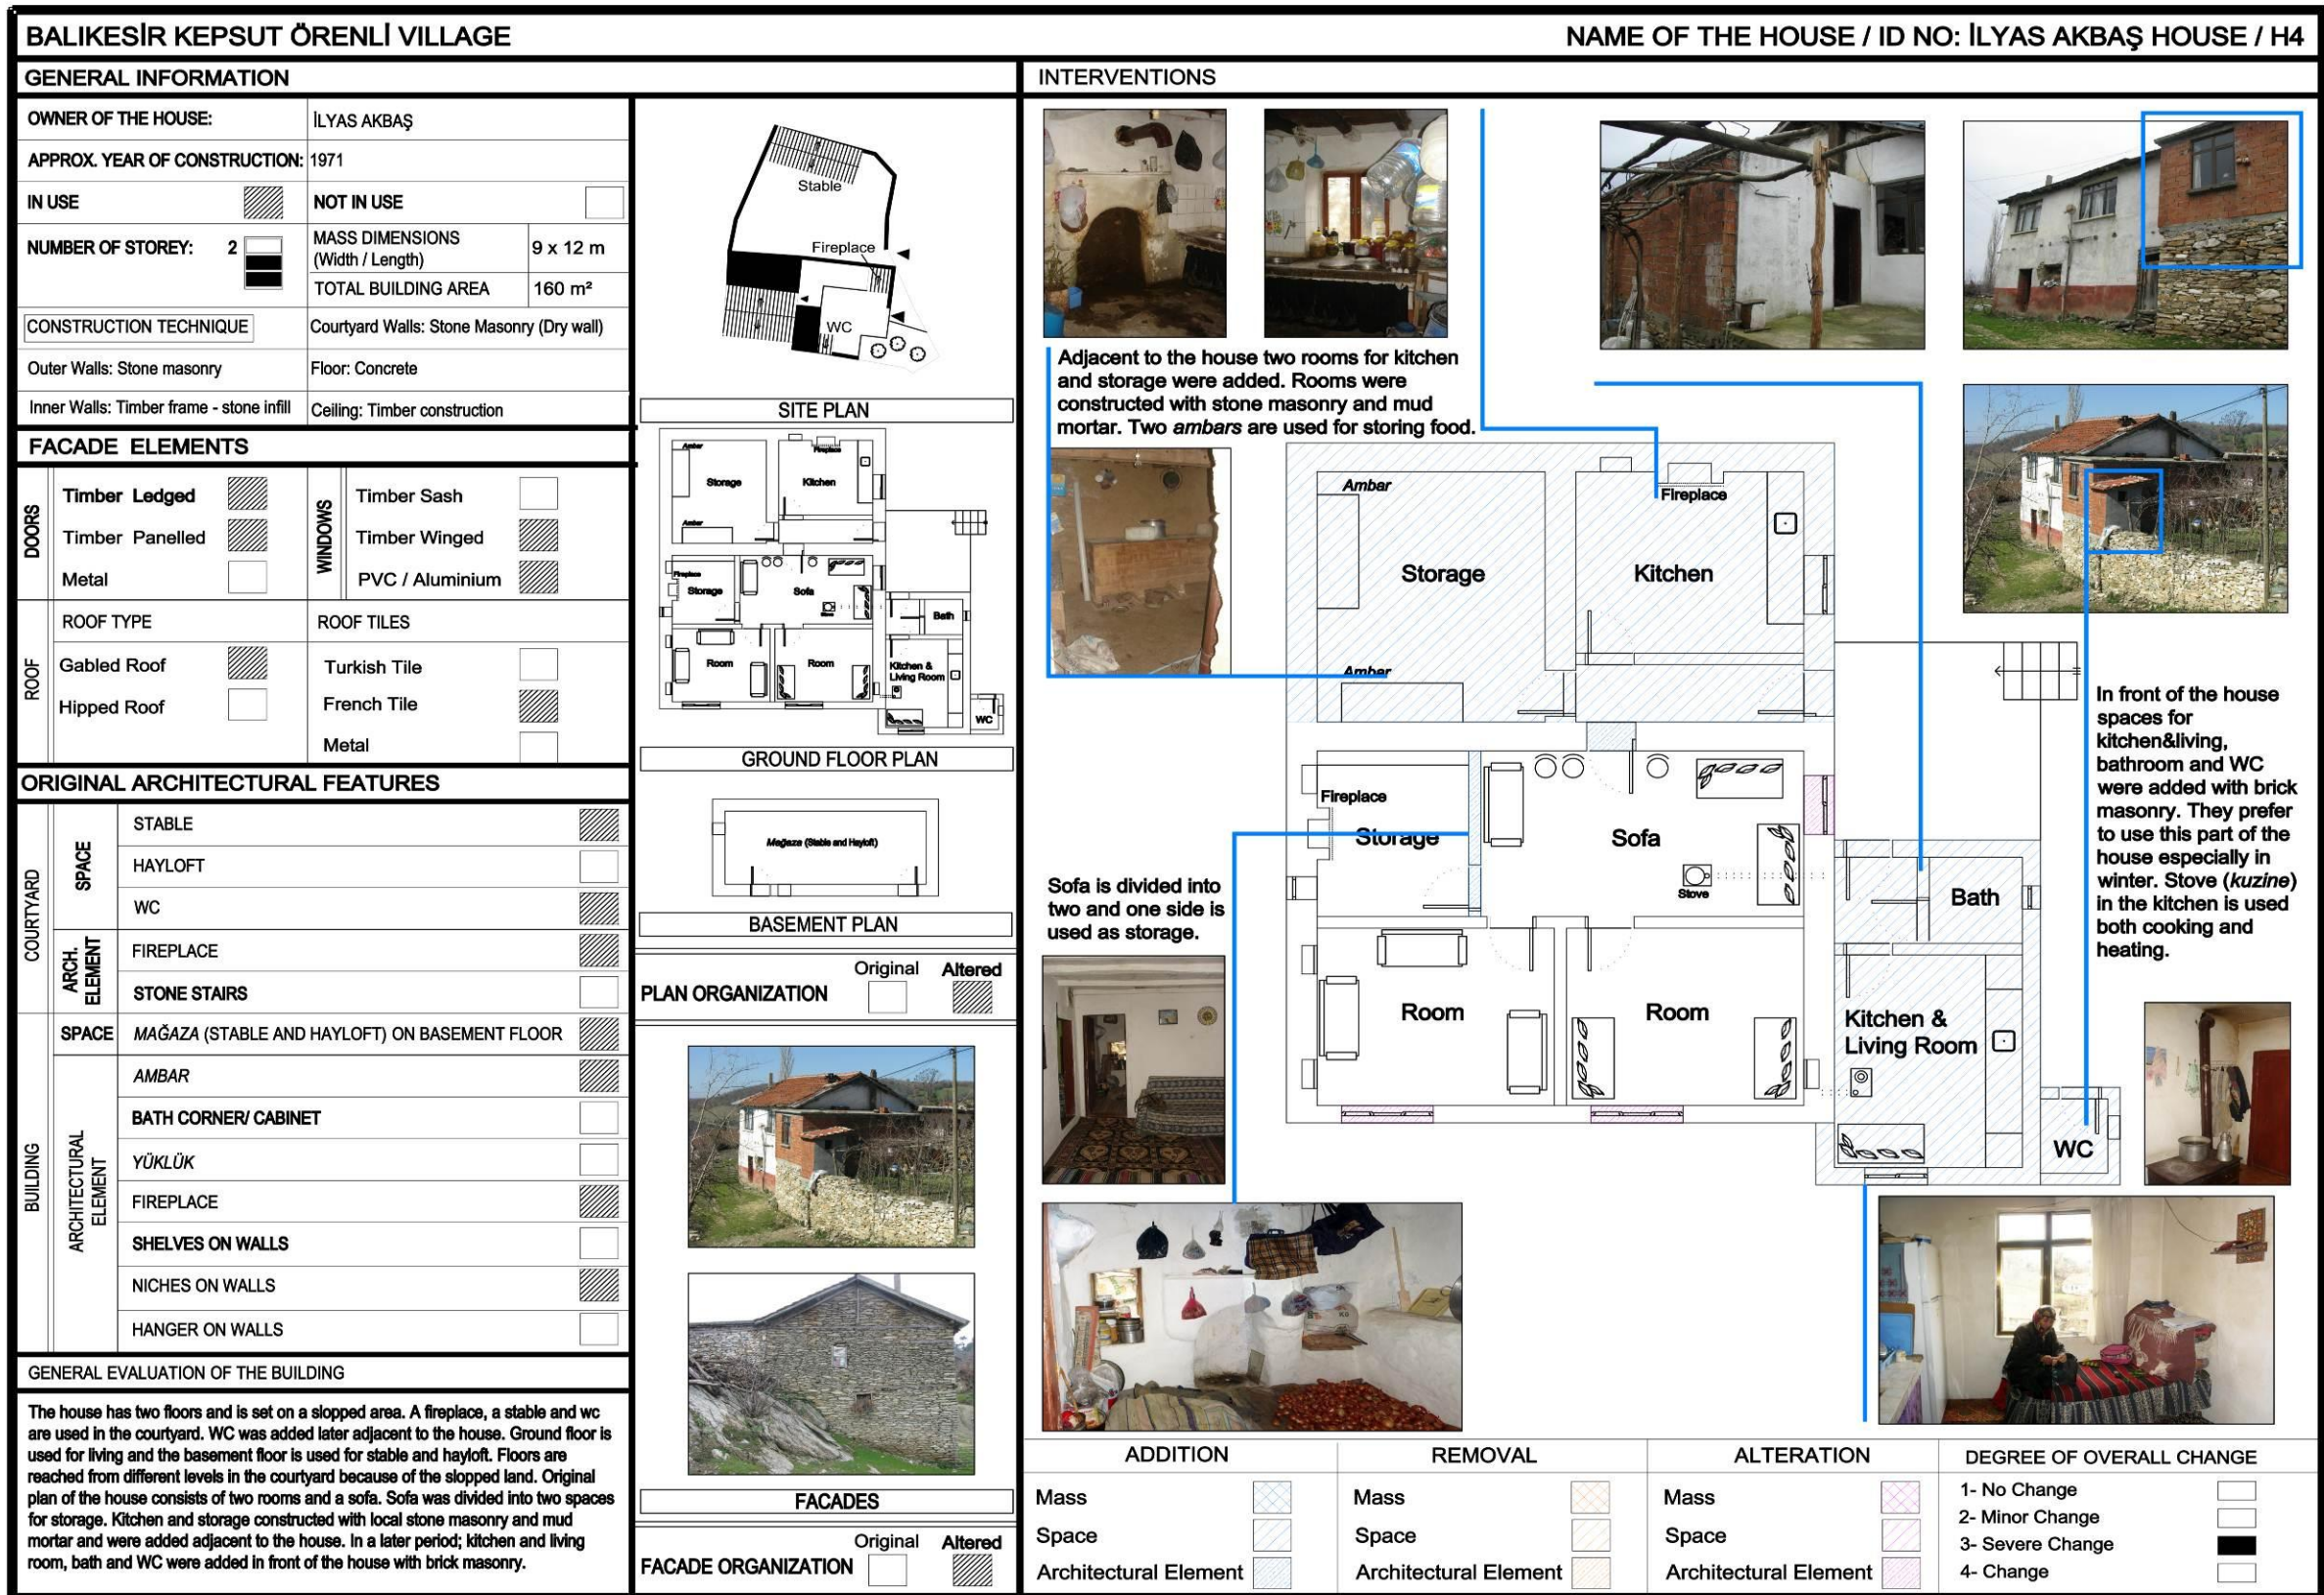 BALIKESİR KEPSUT ÖRENLİ VILLAGE
NAME OF THE HOUSE / ID NO: İLYAS AKBAŞ HOUSE / H4
GENERAL INFORMATION
OWNER OF THE HOUSE: İLYAS AKBAŞ
APPROX. YEAR OF CONSTRUCTION: 1971
IN USE
NOT IN USE
NUMBER OF STOREY: 2
MASS DIMENSIONS
(Width / Length)
9 x 12 m
TOTAL BUILDING AREA 160 m²
CONSTRUCTION TECHNIQUE
Courtyard Walls: Stone Masonry (Dry wall)
Outer Walls: Stone masonry
Floor: Concrete
Inner Walls: Timber frame - stone infill
Ceiling: Timber construction
FACADE ELEMENTS
DOORS
Timber Ledged
Timber Panelled
Metal
WINDOWS
Timber Sash
Timber Winged
PVC / Aluminium
ROOF
ROOF TYPE
Gabled Roof
Hipped Roof
ROOF TILES
Turkish Tile
French Tile
Metal
ORIGINAL ARCHITECTURAL FEATURES
COURTYARD
SPACE
STABLE
HAYLOFT
WC
ARCH.
ELEMENT
FIREPLACE
STONE STAIRS
BUILDING
SPACE
MAĞAZA (STABLE AND HAYLOFT) ON BASEMENT FLOOR
ARCHITECTURAL
ELEMENT
AMBAR
BATH CORNER/ CABINET
YÜKLÜK
FIREPLACE
SHELVES ON WALLS
NICHES ON WALLS
HANGER ON WALLS
GENERAL EVALUATION OF THE BUILDING
The house has two floors and is set on a slopped area. A fireplace, a stable and wc
are used in the courtyard. WC was added later adjacent to the house. Ground floor is
used for living and the basement floor is used for stable and hayloft. Floors are
reached from different levels in the courtyard because of the slopped land. Original
plan of the house consists of two rooms and a sofa. Sofa was divided into two spaces
for storage. Kitchen and storage constructed with local stone masonry and mud
mortar and were added adjacent to the house. In a later period; kitchen and living
room, bath and WC were added in front of the house with brick masonry.
Stable
Fireplace
WC
SITE PLAN
Ambar
Fireplace
Storage
Kitchen
Ambar
Fireplace
Storage
Sofa
Stove
Bath
Room
Room
Kitchen &
Living Room
WC
GROUND FLOOR PLAN
Mağaza (Stable and Hayloft)
BASEMENT PLAN
Original
Altered
PLAN ORGANIZATION
FACADES
Original
Altered
FACADE ORGANIZATION
INTERVENTIONS
Adjacent to the house two rooms for kitchen
and storage were added. Rooms were
constructed with stone masonry and mud
mortar. Two ambars are used for storing food.
Ambar
Fireplace
Storage
Kitchen
Ambar
Fireplace
Storage
Sofa
Stove
Bath
Room
Room
Kitchen &
Living Room
WC
Sofa is divided into
two and one side is
used as storage.
In front of the house
spaces for
kitchen&living,
bathroom and WC
were added with brick
masonry. They prefer
to use this part of the
house especially in
winter. Stove (kuzine)
in the kitchen is used
both cooking and
heating.
ADDITION
Mass
Space
Architectural Element
REMOVAL
Mass
Space
Architectural Element
ALTERATION
Mass
Space
Architectural Element
DEGREE OF OVERALL CHANGE
1- No Change
2- Minor Change
3- Severe Change
4- Change